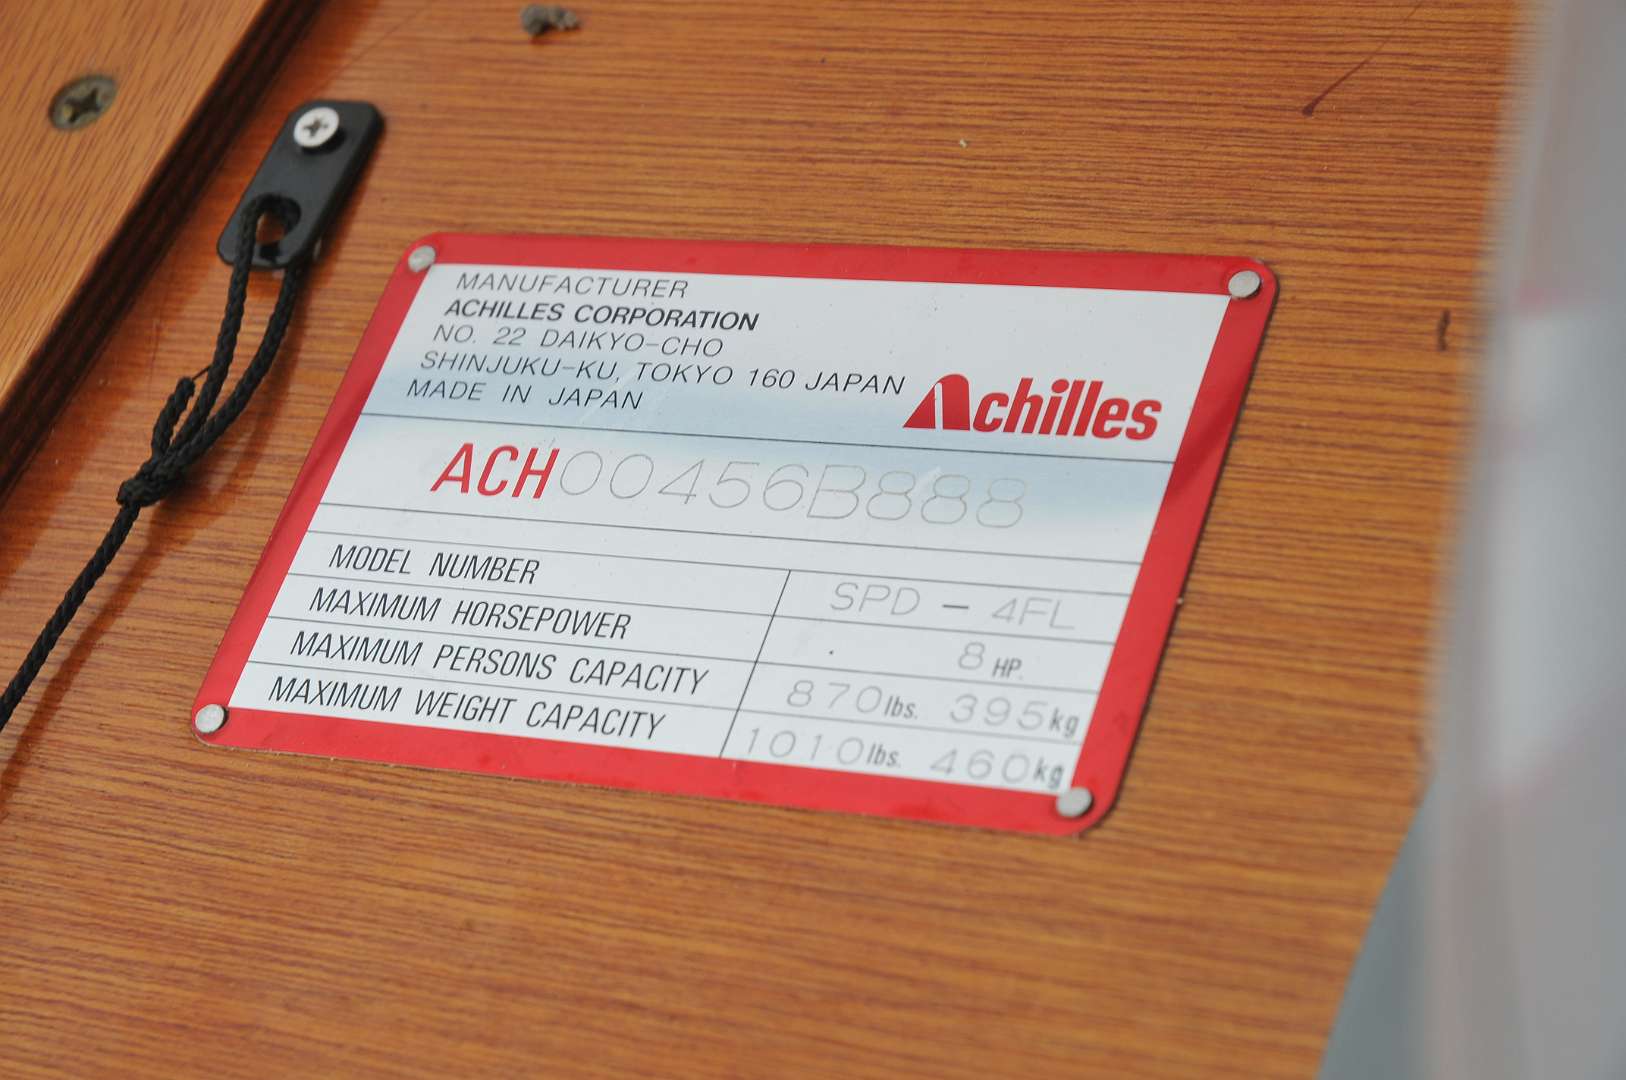 MANUFACTURER
ACHILLES CORPORATION
NO. 22 DAIKYO-CHO
SHINJUKU-KU, TOKYO 160 JAPAN
MADE IN JAPAN
Achilles
ACH00456B888
MODEL NUMBER SPD - 4FL
MAXIMUM HORSEPOWER 8 HP.
MAXIMUM PERSONS CAPACITY 870 lbs. 395 kg
MAXIMUM WEIGHT CAPACITY 1010 lbs. 460 kg